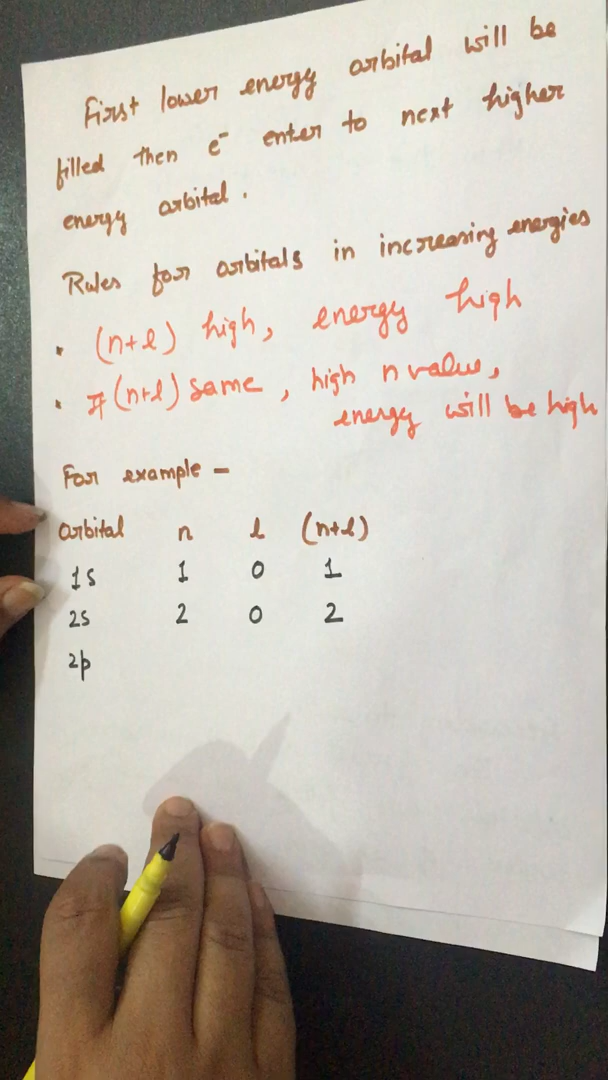 First lower energy orbital will be
filled then e⁻ enter to next higher
energy orbital.
Rules for orbitals in increasing energies
• (n+l) high, energy high
• If (n+l) same, high n value,
energy will be high
For example –
Orbital n l (n+l)
1s 1 0 1
2s 2 0 2
2p